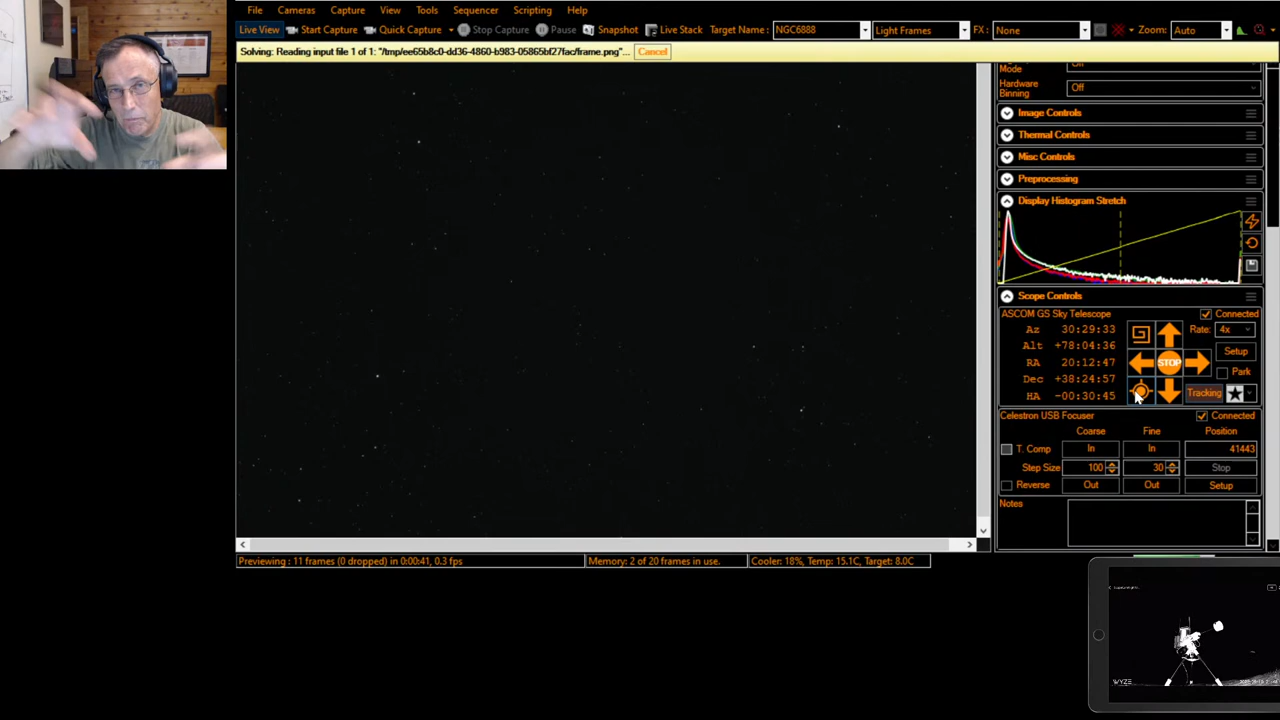 File Cameras Capture View Tools Sequencer Scripting Help
Live View Start Capture Quick Capture Stop Capture Pause Snapshot Live Stack Target Name : NGC6888 Light Frames FX : None Zoom: Auto
Solving: Reading input file 1 of 1: "/tmp/ee65b8c0-dd36-4860-b983-05865bf27fac/frame.png"... Cancel
Mode
Hardware Binning Off
Image Controls
Thermal Controls
Misc Controls
Preprocessing
Display Histogram Stretch
Scope Controls
ASCOM GS Sky Telescope Connected
Az 30:29:33 Rate: 4x
Alt +78:04:36
RA 20:12:47 STOP Setup
Dec +38:24:57 Park
HA -00:30:45 Tracking
Celestron USB Focuser Connected
Coarse Fine Position
T. Comp In In 41443
Step Size 100 30 Stop
Reverse Out Out Setup
Notes
Previewing : 11 frames (0 dropped) in 0:00:41, 0.3 fps Memory: 2 of 20 frames in use. Cooler: 18%, Temp: 15.1C, Target: 8.0C
WYZE